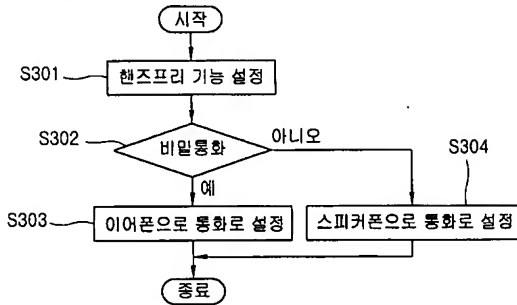 시작
S301
핸즈프리 기능 설정
S302
비밀통화
아니오
S304
예
S303
이어폰으로 통화로 설정
스피커폰으로 통화로 설정
종료